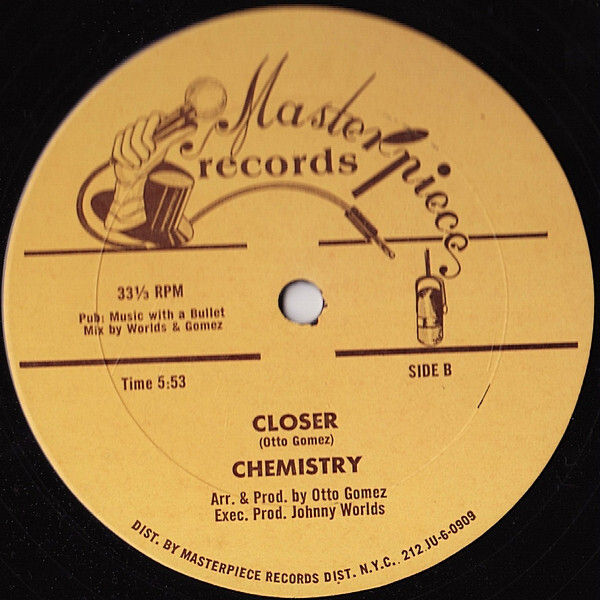 Masterpiece
records
33⅓ RPM
Pub: Music with a Bullet
Mix by Worlds & Gomez
Time 5:53
SIDE B
CLOSER
(Otto Gomez)
CHEMISTRY
Arr. & Prod. by Otto Gomez
Exec. Prod. Johnny Worlds
DIST. BY MASTERPIECE RECORDS DIST. N.Y.C. 212 JU-6-0909